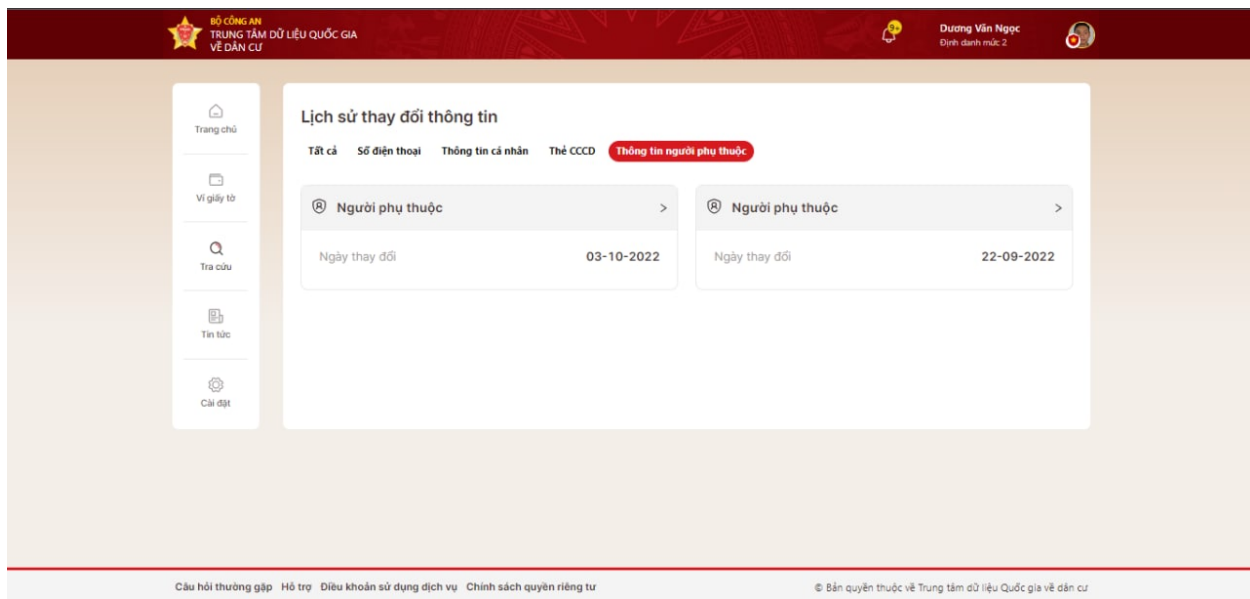 BỘ CÔNG AN
TRUNG TÂM DỮ LIỆU QUỐC GIA
VỀ DÂN CƯ
9+
Dương Văn Ngọc
Định danh mức 2
Trang chủ
Ví giấy tờ
Tra cứu
Tin tức
Cài đặt
Lịch sử thay đổi thông tin
Tất cả Số điện thoại Thông tin cá nhân Thẻ CCCD Thông tin người phụ thuộc
Người phụ thuộc >
Ngày thay đổi 03-10-2022
Người phụ thuộc >
Ngày thay đổi 22-09-2022
Câu hỏi thường gặp Hỗ trợ Điều khoản sử dụng dịch vụ Chính sách quyền riêng tư
© Bản quyền thuộc về Trung tâm dữ liệu Quốc gia về dân cư